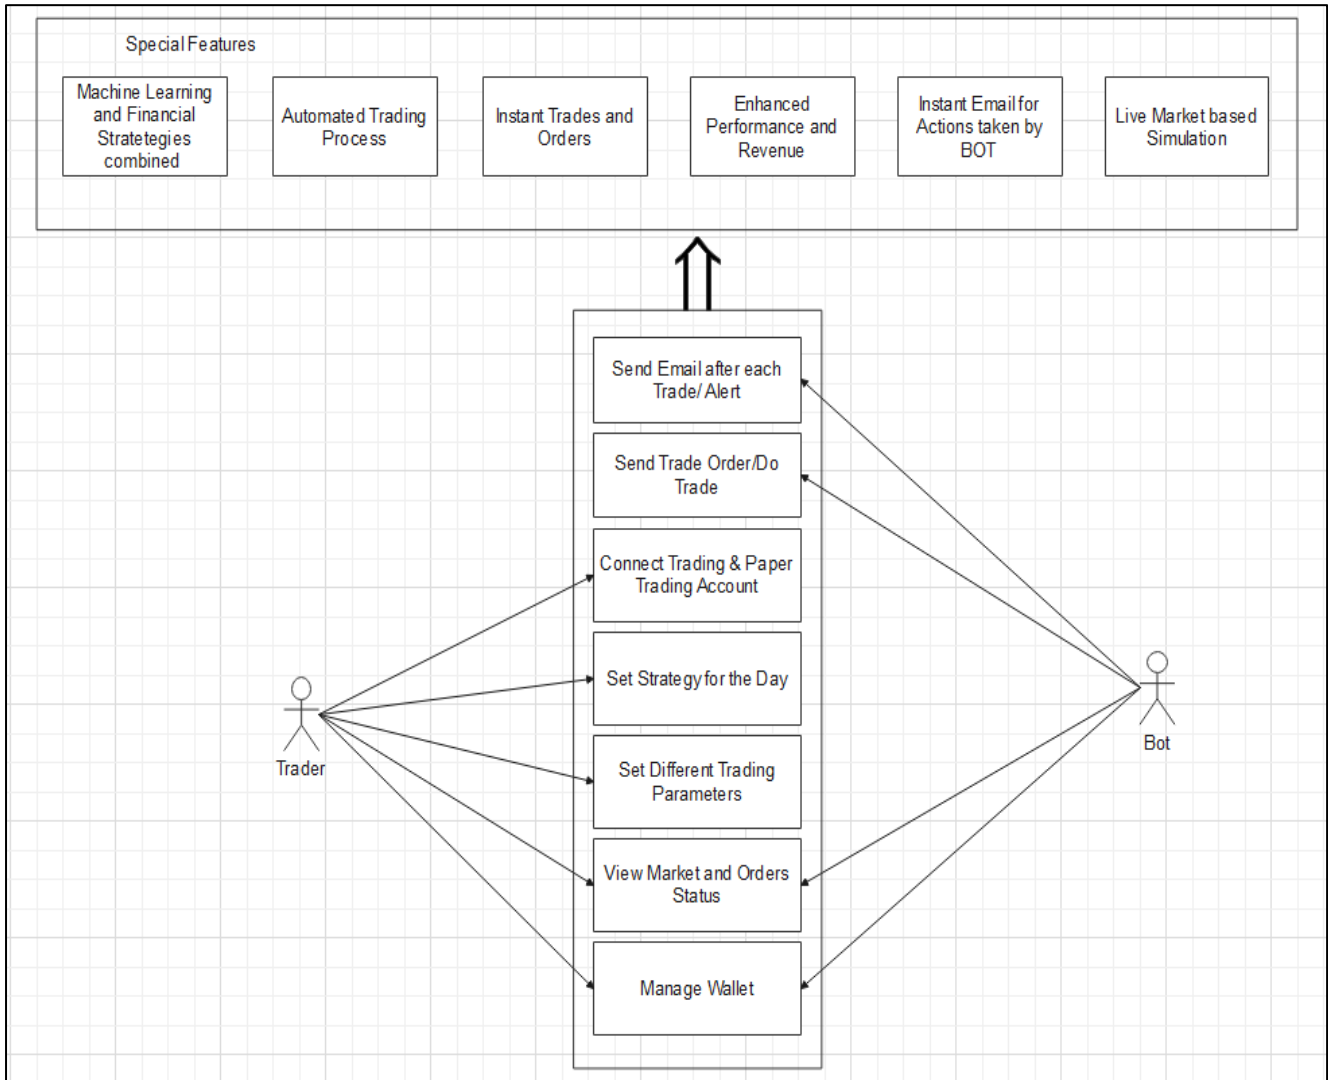 Special Features
Machine Learning
and Financial
Stratetegies
combined
Automated Trading
Process
Instant Trades and
Orders
Enhanced
Performance and
Revenue
Instant Email for
Actions taken by
BOT
Live Market based
Simulation
Send Email after each
Trade/ Alert
Send Trade Order/Do
Trade
Connect Trading & Paper
Trading Account
Set Strategy for the Day
Set Different Trading
Parameters
View Market and Orders
Status
Manage Wallet
Trader
Bot